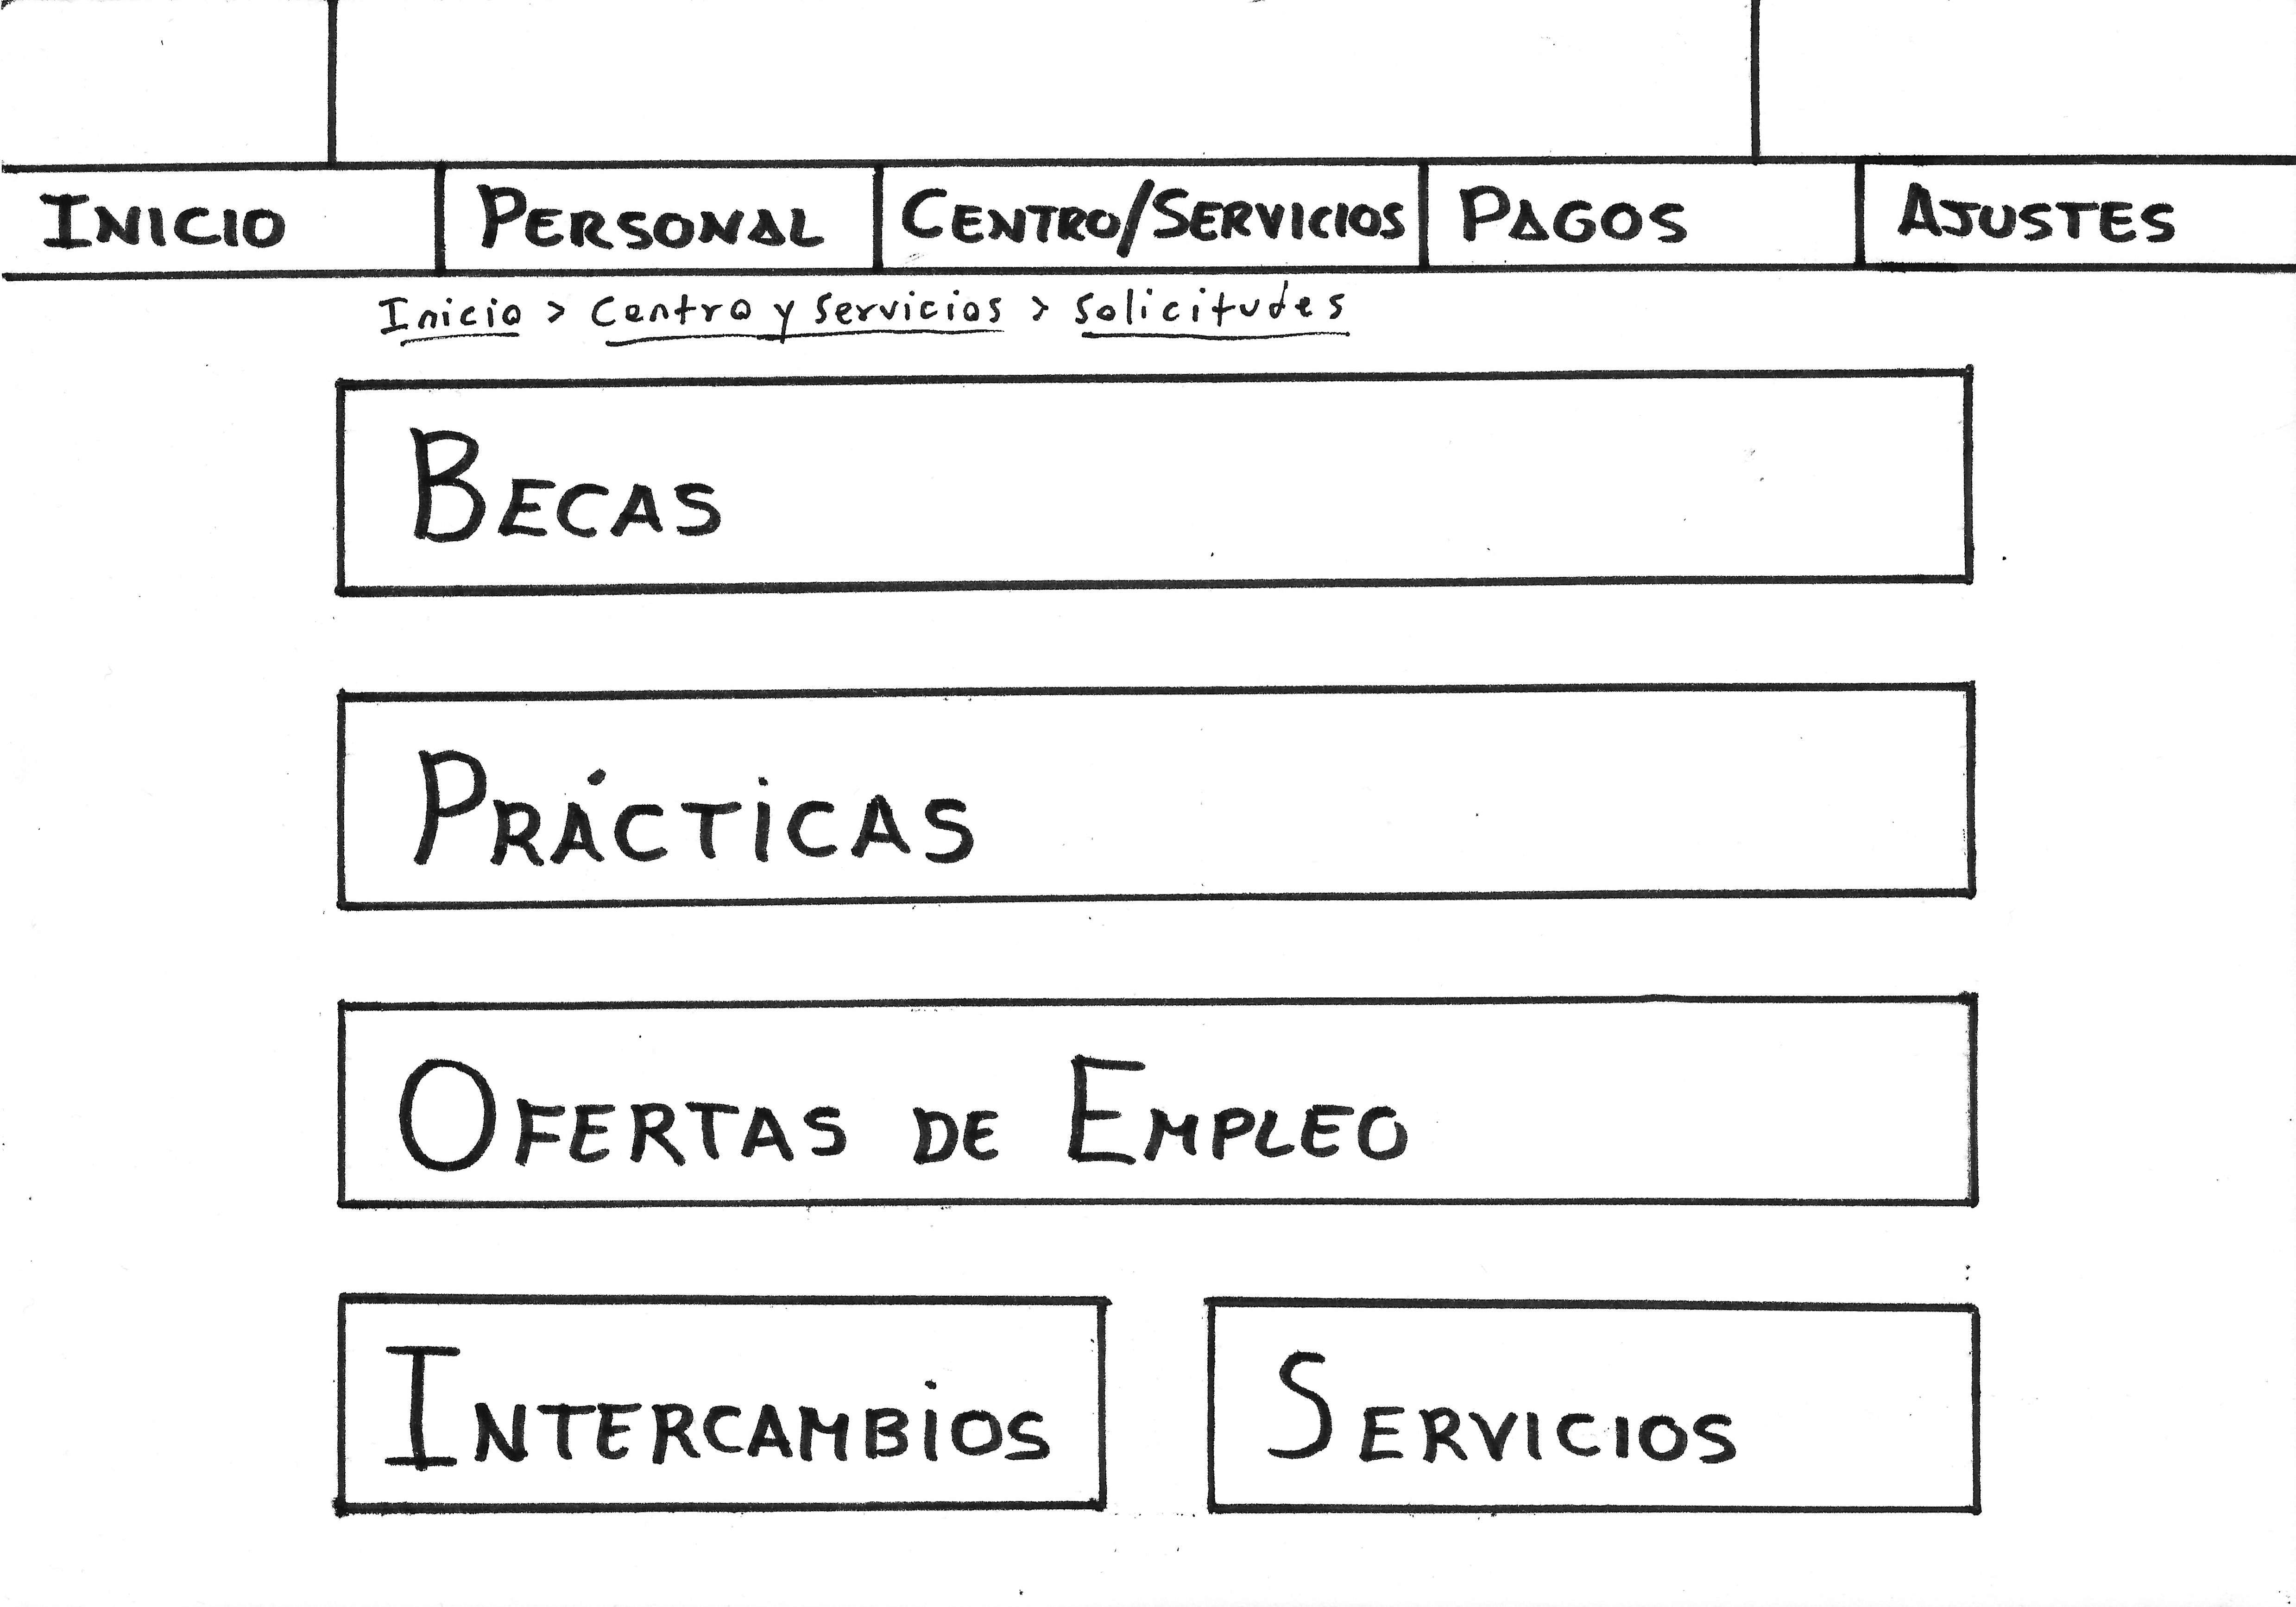 INICIO PERSONAL CENTRO/SERVICIOS PAGOS AJUSTES
Inicio > Centro y servicios > Solicitudes
BECAS
PRÁCTICAS
OFERTAS DE EMPLEO
INTERCAMBIOS SERVICIOS